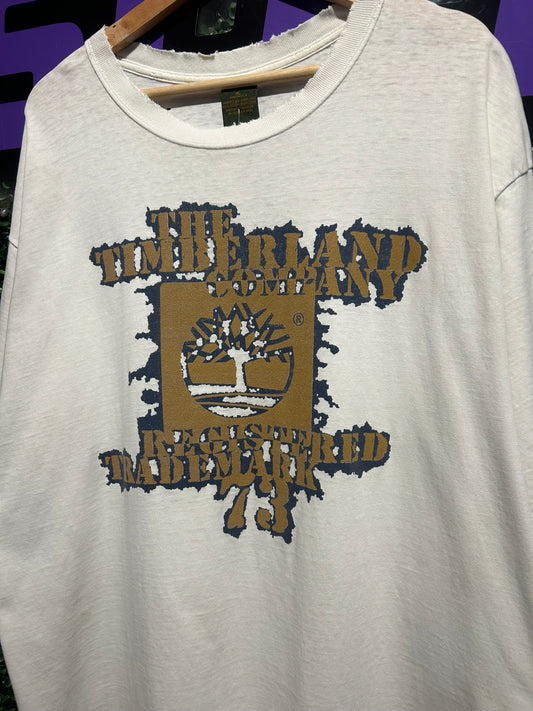 THE
TIMBERLAND
COMPANY
®
REGISTERED
TRADEMARK
73